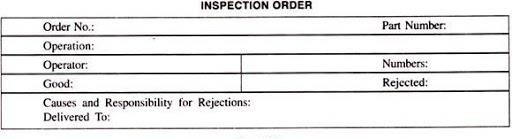 INSPECTION ORDER
Order No.: Part Number:
Operation:
Operator: Numbers:
Good: Rejected:
Causes and Responsibility for Rejections:
Delivered To: